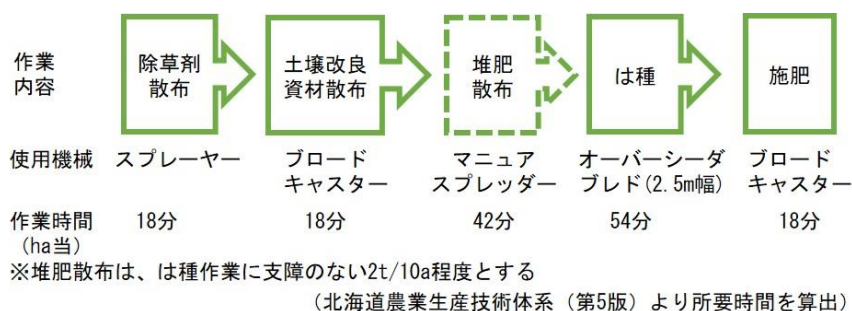 作業
内容
除草剤
散布
土壌改良
資材散布
堆肥
散布
は種
施肥
使用機械
スプレーヤー
ブロード
キャスター
マニュア
スプレッダー
オーバーシーダ
ブレド(2.5m幅)
ブロード
キャスター
作業時間
(ha当)
18分
18分
42分
54分
18分
※堆肥散布は、は種作業に支障のない2t/10a程度とする
(北海道農業生産技術体系(第5版)より所要時間を算出)